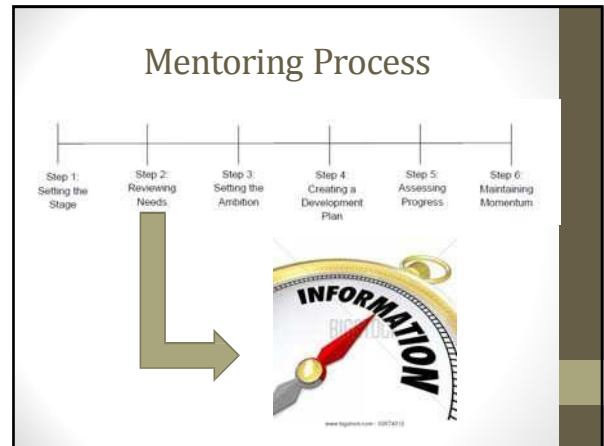 Mentoring Process
Step 1:
Setting the
Stage
Step 2:
Reviewing
Needs
Step 3:
Setting the
Ambition
Step 4:
Creating a
Development
Plan
Step 5:
Assessing
Progress
Step 6:
Maintaining
Momentum
INFORMATION